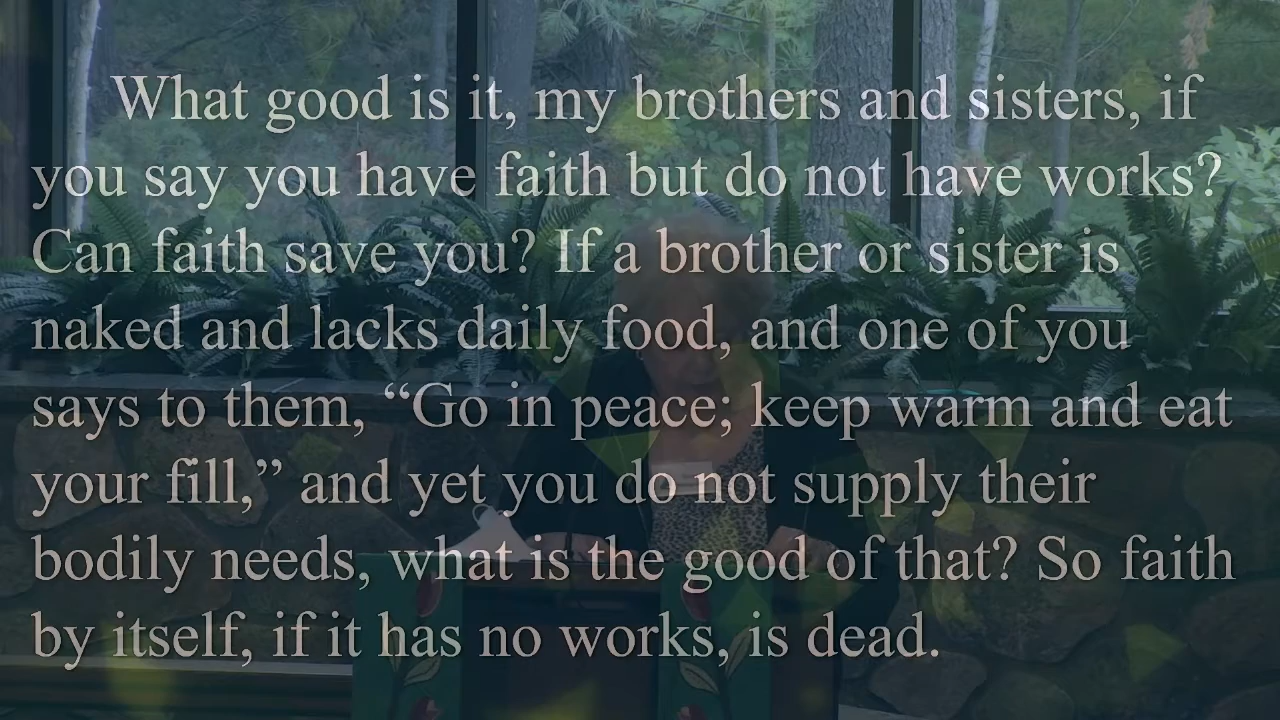 What good is it, my brothers and sisters, if
you say you have faith but do not have works?
Can faith save you? If a brother or sister is
naked and lacks daily food, and one of you
says to them, “Go in peace; keep warm and eat
your fill,” and yet you do not supply their
bodily needs, what is the good of that? So faith
by itself, if it has no works, is dead.